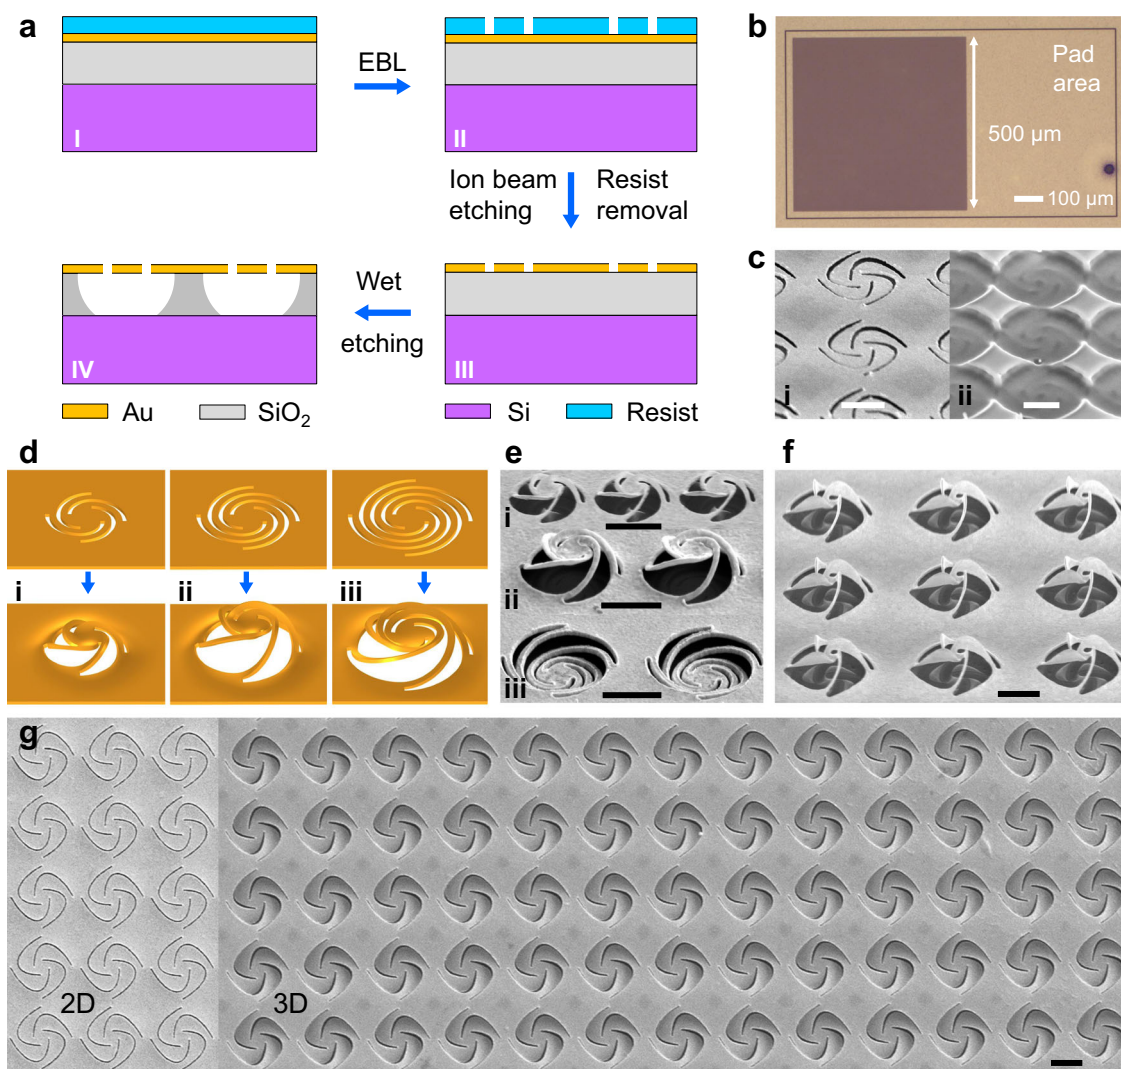 a
I
EBL
II
Ion beam
etching
Resist
removal
IV
Wet
etching
III
Au
SiO₂
Si
Resist
b
Pad
area
500 µm
100 µm
c
i
ii
d
i
ii
iii
e
i
ii
iii
f
g
2D
3D